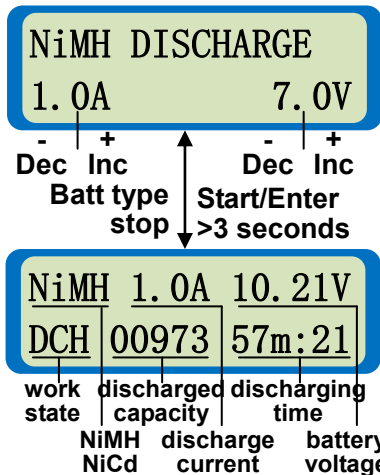 NiMH DISCHARGE
1.0A 7.0V
- + - +
Dec Inc Dec Inc
Batt type Start/Enter
stop >3 seconds
NiMH 1.0A 10.21V
DCH 00973 57m:21
work discharged discharging
state capacity time
NiMH discharge battery
NiCd current voltage